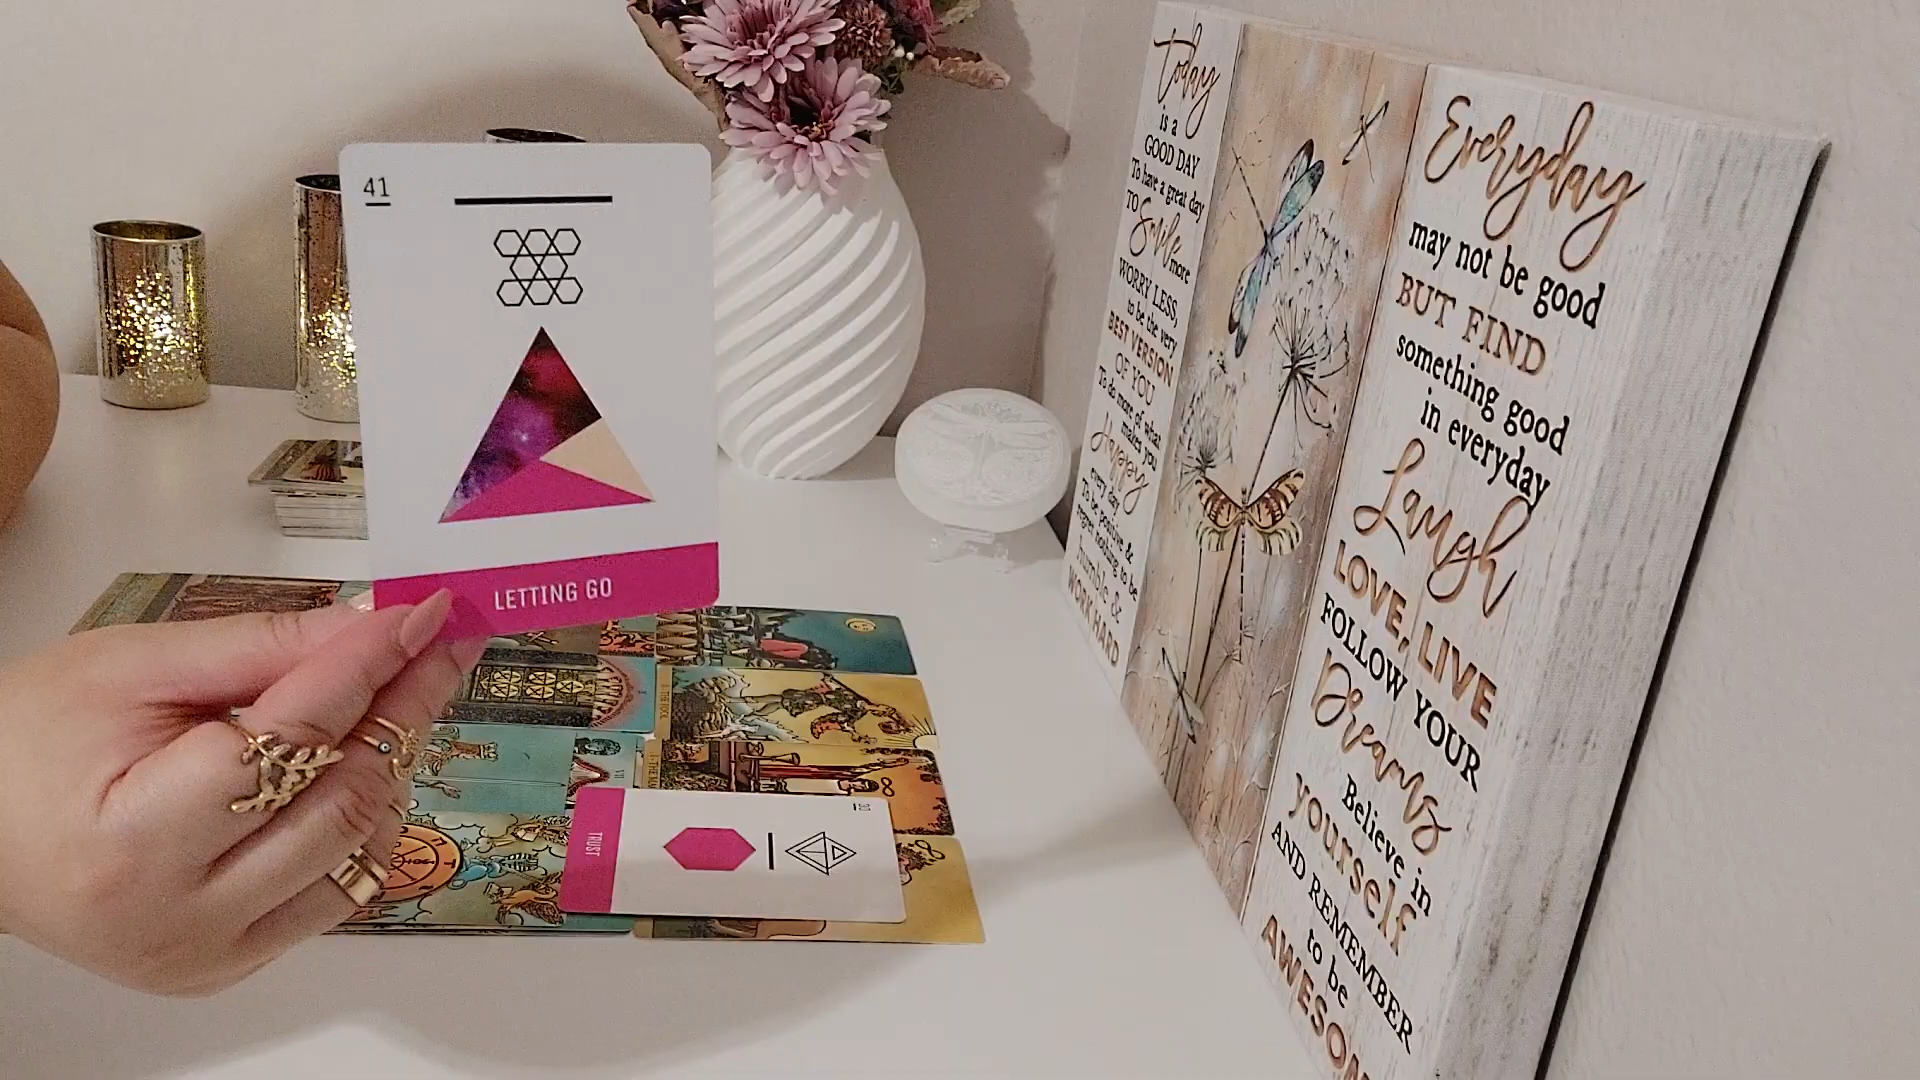 41
LETTING GO
TRUST
today
is a
GOOD DAY
To have a great day
TO Smile more
WORRY LESS,
to be the very
BEST VERSION
OF YOU
To do more of what
makes you
Happy
every day
To be positive &
regret nothing to be
humble &
WORK HARD
Everyday
may not be good
BUT FIND
something good
in everyday
Laugh
LOVE, LIVE
FOLLOW YOUR
Dreams
Believe in
yourself
AND REMEMBER
to be
AWESOM